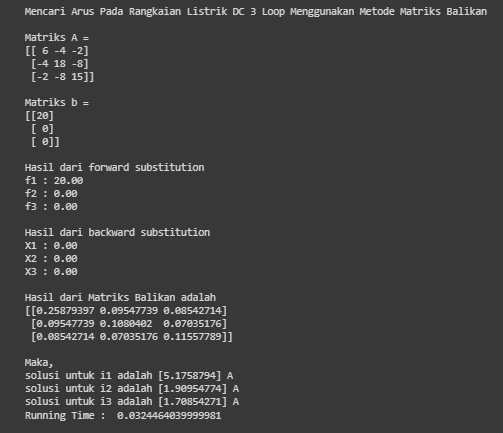 Mencari Arus Pada Rangkaian Listrik DC 3 Loop Menggunakan Metode Matriks Balikan
Matriks A =
[[ 6 -4 -2]
[-4 18 -8]
[-2 -8 15]]
Matriks b =
[[20]
[ 0]
[ 0]]
Hasil dari forward substitution
f1 : 20.00
f2 : 0.00
f3 : 0.00
Hasil dari backward substitution
X1 : 0.00
X2 : 0.00
X3 : 0.00
Hasil dari Matriks Balikan adalah
[[0.25879397 0.09547739 0.08542714]
[0.09547739 0.1080402  0.07035176]
[0.08542714 0.07035176 0.11557789]]
Maka,
solusi untuk i1 adalah [5.1758794] A
solusi untuk i2 adalah [1.90954774] A
solusi untuk i3 adalah [1.70854271] A
Running Time :  0.0324464039999981